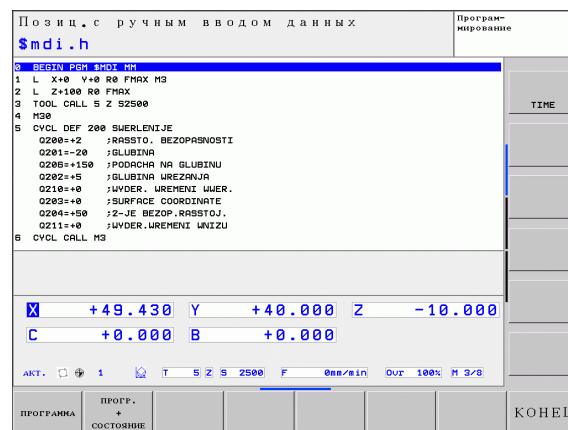 Позиц.с ручным вводом данных
Програм-
мирование
$mdi.h
0 BEGIN PGM $MDI MM
1 L X+0 Y+0 R0 FMAX M3
2 L Z+100 R0 FMAX
3 TOOL CALL 5 Z S2500
4 M30
5 CYCL DEF 200 SWERLENIJE
Q200=+2 ;RASSTO. BEZOPASNOSTI
Q201=-20 ;GLUBINA
Q206=+150 ;PODACHA NA GLUBINU
Q202=+5 ;GLUBINA WREZANJA
Q210=+0 ;WYDER. WREMENI WWER.
Q203=+0 ;SURFACE COORDINATE
Q204=+50 ;2-JE BEZOP.RASSTOJ.
Q211=+0 ;WYDER.WREMENI WNIZU
6 CYCL CALL M3
TIME
X +49.430 Y +40.000 Z -10.000
C +0.000 B +0.000
АКТ. 1 T 5 Z S 2500 F 0mm/min Ovr 100% M 3/8
ПРОГРАММА
ПРОГР.
+
СОСТОЯНИЕ
КОНЕЦ